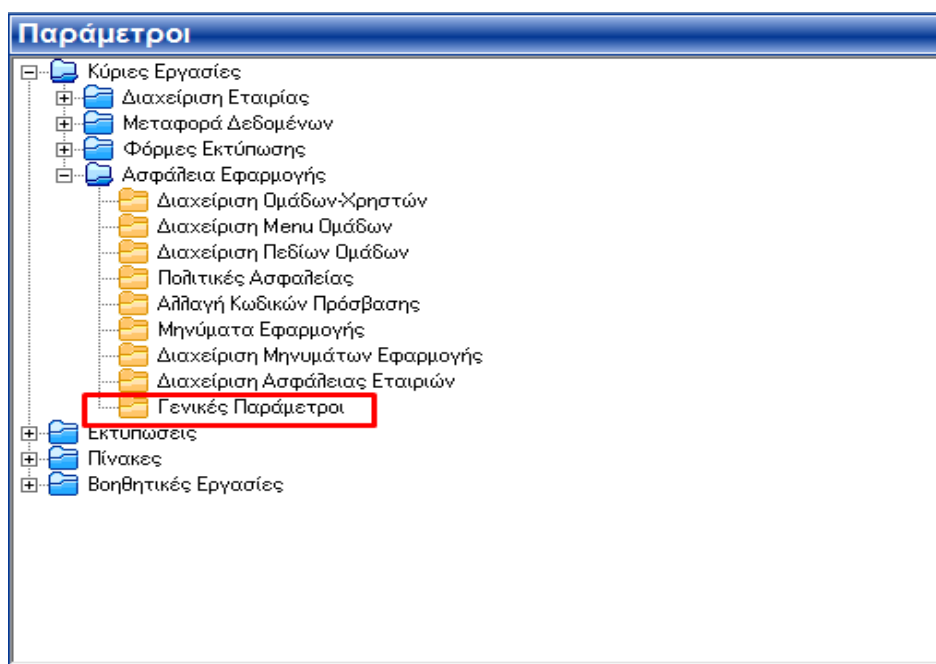 Παράμετροι
Κύριες Εργασίες
Διαχείριση Εταιρίας
Μεταφορά Δεδομένων
Φόρμες Εκτύπωσης
Ασφάλεια Εφαρμογής
Διαχείριση Ομάδων-Χρηστών
Διαχείριση Menu Ομάδων
Διαχείριση Πεδίων Ομάδων
Πολιτικές Ασφαλείας
Αλλαγή Κωδικών Πρόσβασης
Μηνύματα Εφαρμογής
Διαχείριση Μηνυμάτων Εφαρμογής
Διαχείριση Ασφάλειας Εταιριών
Γενικές Παράμετροι
Εκτυπώσεις
Πίνακες
Βοηθητικές Εργασίες